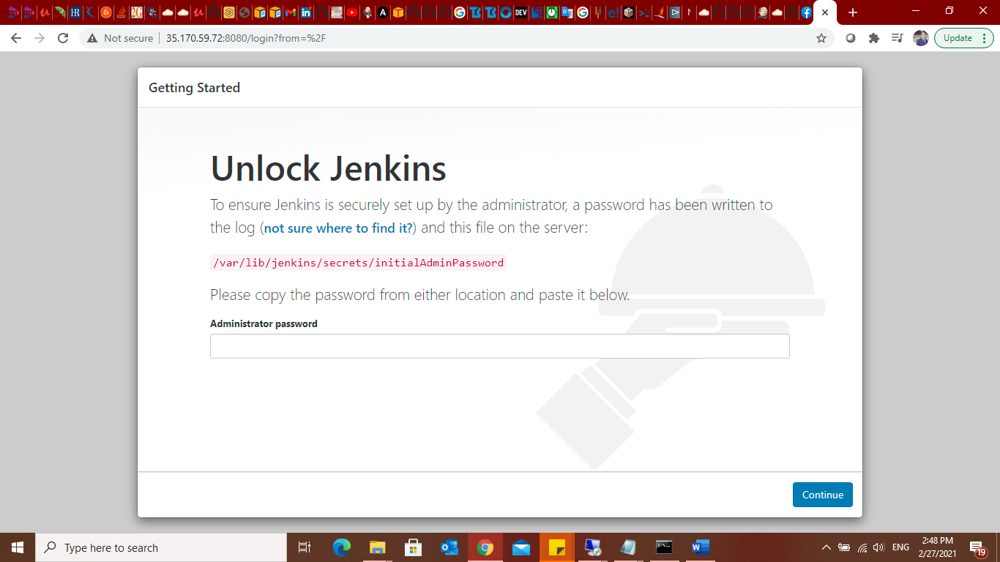 HR
2G
A
DEV
N
Not secure
35.170.59.72:8080/login?from=%2F
Update
Getting Started
Unlock Jenkins
To ensure Jenkins is securely set up by the administrator, a password has been written to
the log (not sure where to find it?) and this file on the server:
/var/lib/jenkins/secrets/initialAdminPassword
Please copy the password from either location and paste it below.
Administrator password
Continue
Type here to search
ENG
2:48 PM
2/27/2021
19